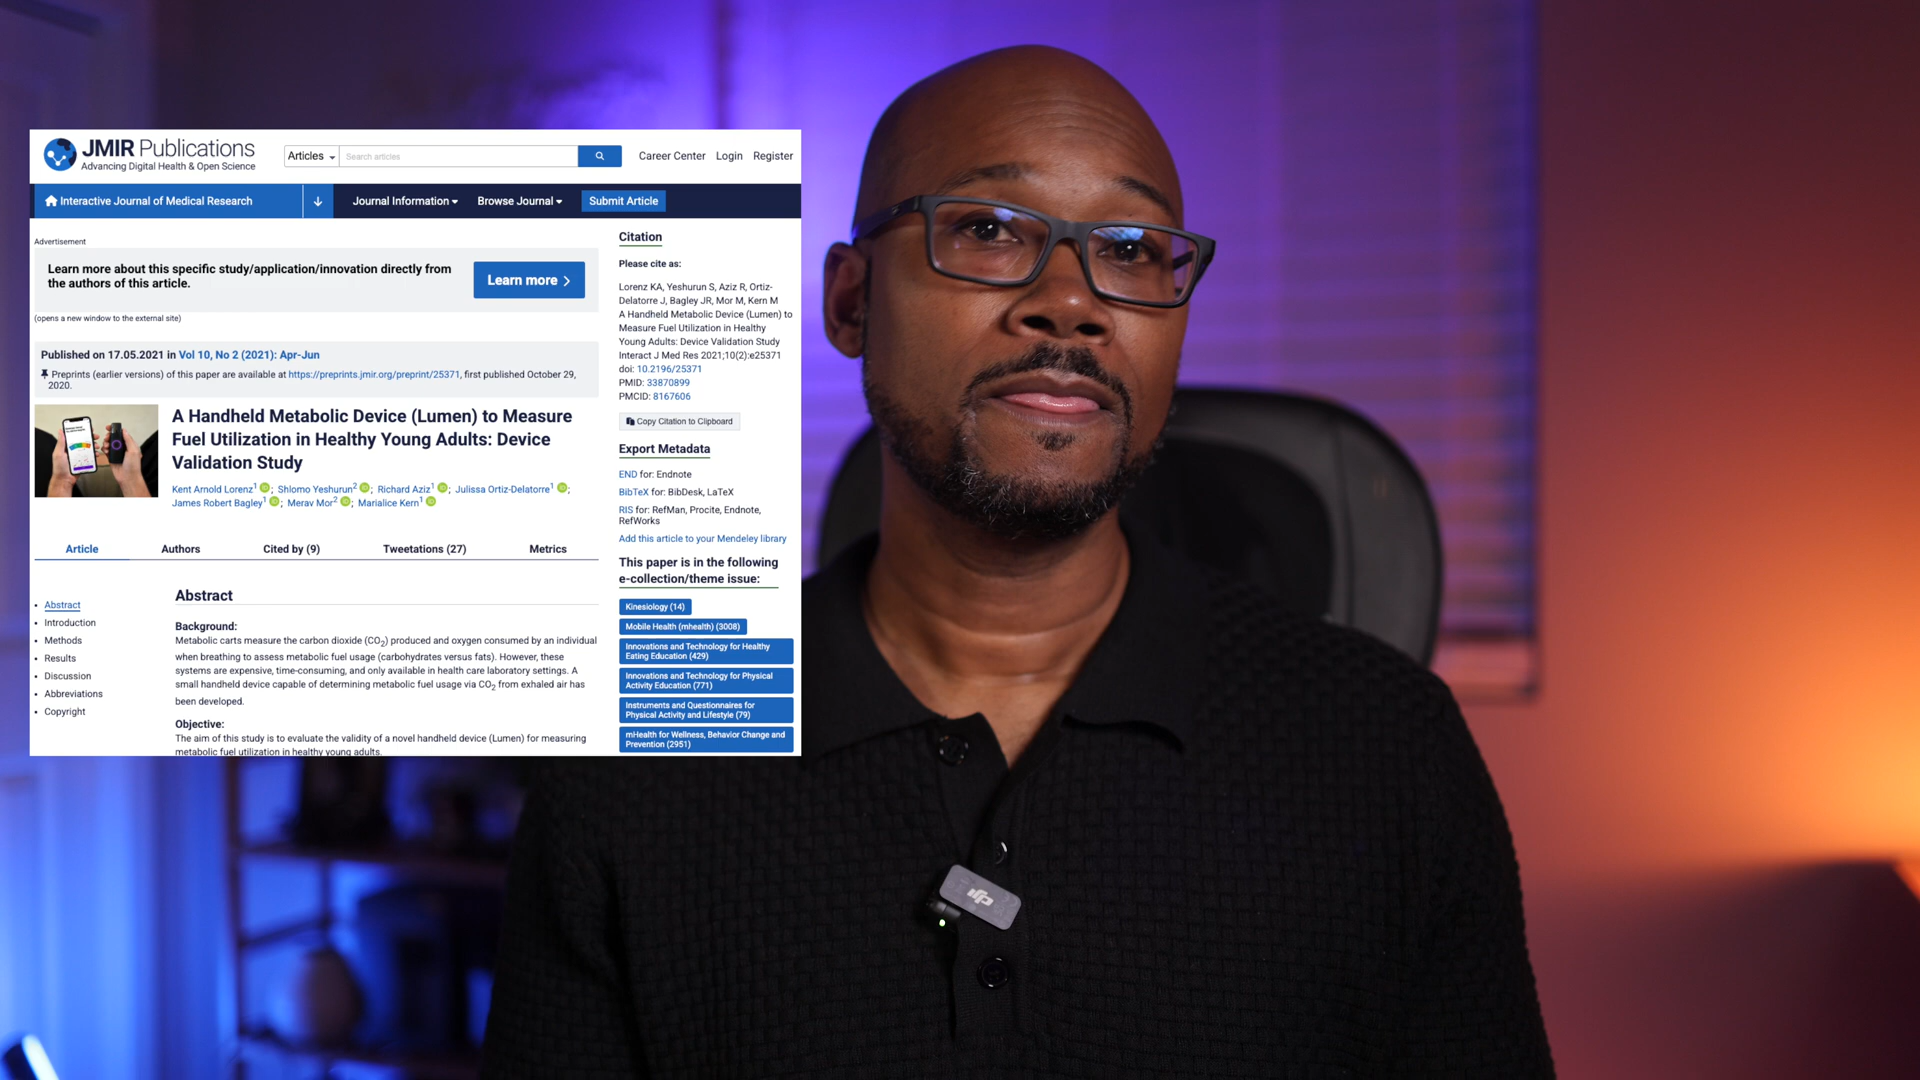 JMIR Publications
Advancing Digital Health & Open Science
Articles
Search articles
Career Center Login Register
Interactive Journal of Medical Research
Journal Information
Browse Journal
Submit Article
Advertisement
Learn more about this specific study/application/innovation directly from
the authors of this article.
Learn more
(opens a new window to the external site)
Published on 17.05.2021 in Vol 10, No 2 (2021): Apr-Jun
Preprints (earlier versions) of this paper are available at https://preprints.jmir.org/preprint/25371, first published October 29,
2020.
A Handheld Metabolic Device (Lumen) to Measure
Fuel Utilization in Healthy Young Adults: Device
Validation Study
Kent Arnold Lorenz1 ; Shlomo Yeshurun2 ; Richard Aziz1 ; Julissa Ortiz-Delatorre1 ;
James Robert Bagley1 ; Merav Mor2 ; Marialice Kern1
Article
Authors
Cited by (9)
Tweetations (27)
Metrics
Abstract
Introduction
Methods
Results
Discussion
Abbreviations
Copyright
Abstract
Background:
Metabolic carts measure the carbon dioxide (CO2) produced and oxygen consumed by an individual
when breathing to assess metabolic fuel usage (carbohydrates versus fats). However, these
systems are expensive, time-consuming, and only available in health care laboratory settings. A
small handheld device capable of determining metabolic fuel usage via CO2 from exhaled air has
been developed.
Objective:
The aim of this study is to evaluate the validity of a novel handheld device (Lumen) for measuring
metabolic fuel utilization in healthy young adults.
Citation
Please cite as:
Lorenz KA, Yeshurun S, Aziz R, Ortiz-
Delatorre J, Bagley JR, Mor M, Kern M
A Handheld Metabolic Device (Lumen) to
Measure Fuel Utilization in Healthy
Young Adults: Device Validation Study
Interact J Med Res 2021;10(2):e25371
doi: 10.2196/25371
PMID: 33870899
PMCID: 8167606
Copy Citation to Clipboard
Export Metadata
END for: Endnote
BibTeX for: BibDesk, LaTeX
RIS for: RefMan, Procite, Endnote,
RefWorks
Add this article to your Mendeley library
This paper is in the following
e-collection/theme issue:
Kinesiology (14)
Mobile Health (mhealth) (3008)
Innovations and Technology for Healthy
Eating Education (429)
Innovations and Technology for Physical
Activity Education (771)
Instruments and Questionnaires for
Physical Activity and Lifestyle (79)
mHealth for Wellness, Behavior Change and
Prevention (2951)
dji